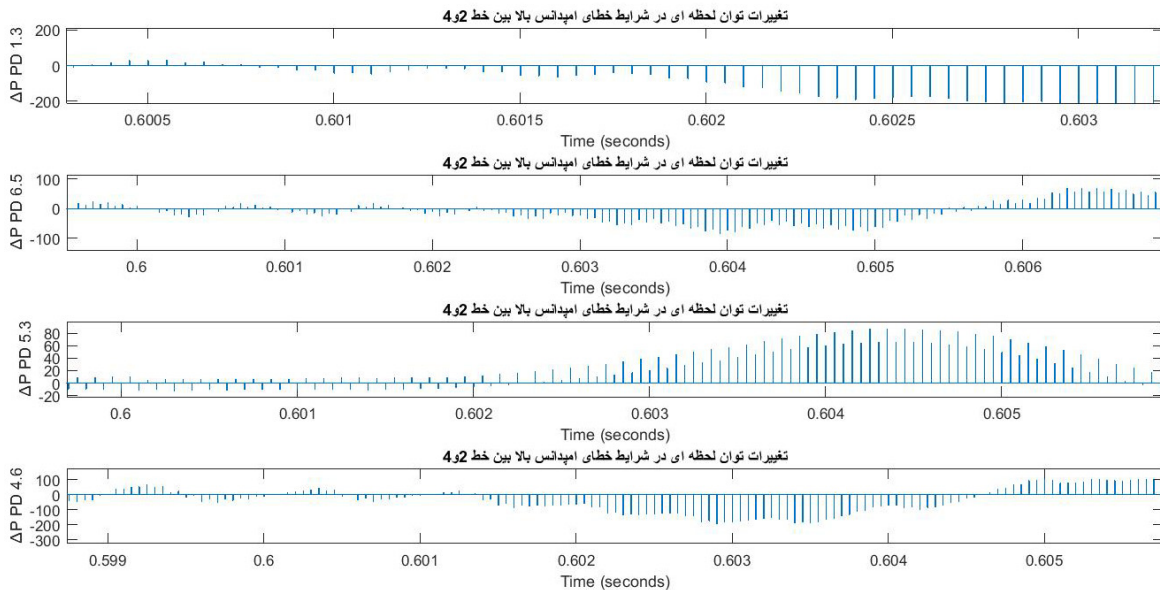 تغییرات توان لحظه ای در شرایط خطای امپدانس بالا بین خط 2و4
200
0
-200
ΔP PD 1.3
0.6005 0.601 0.6015 0.602 0.6025 0.603
Time (seconds)
تغییرات توان لحظه ای در شرایط خطای امپدانس بالا بین خط 2و4
100
0
-100
ΔP PD 6.5
0.6 0.601 0.602 0.603 0.604 0.605 0.606
Time (seconds)
تغییرات توان لحظه ای در شرایط خطای امپدانس بالا بین خط 2و4
80
60
40
20
0
-20
ΔP PD 5.3
0.6 0.601 0.602 0.603 0.604 0.605
Time (seconds)
تغییرات توان لحظه ای در شرایط خطای امپدانس بالا بین خط 2و4
100
0
-100
-200
-300
ΔP PD 4.6
0.599 0.6 0.601 0.602 0.603 0.604 0.605
Time (seconds)